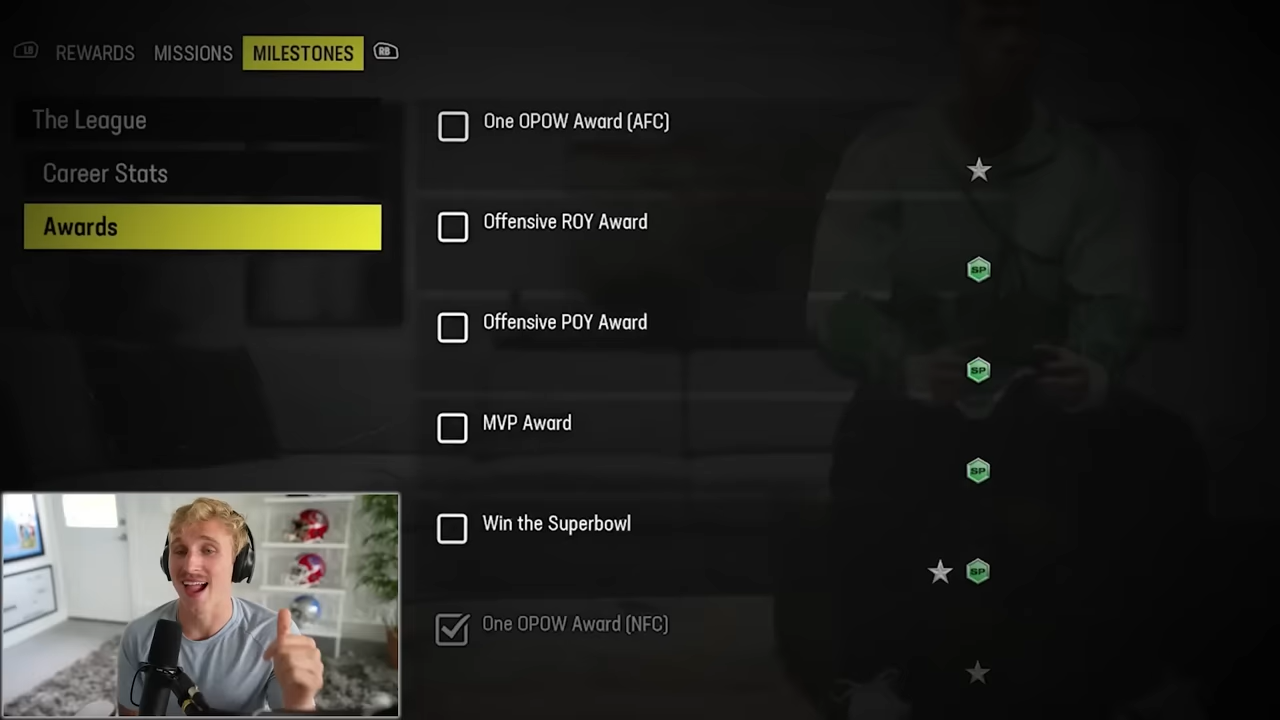 LB REWARDS MISSIONS MILESTONES RB
The League
Career Stats
Awards
One OPOW Award (AFC)
Offensive ROY Award
SP
Offensive POY Award
SP
MVP Award
SP
Win the Superbowl
SP
One OPOW Award (NFC)